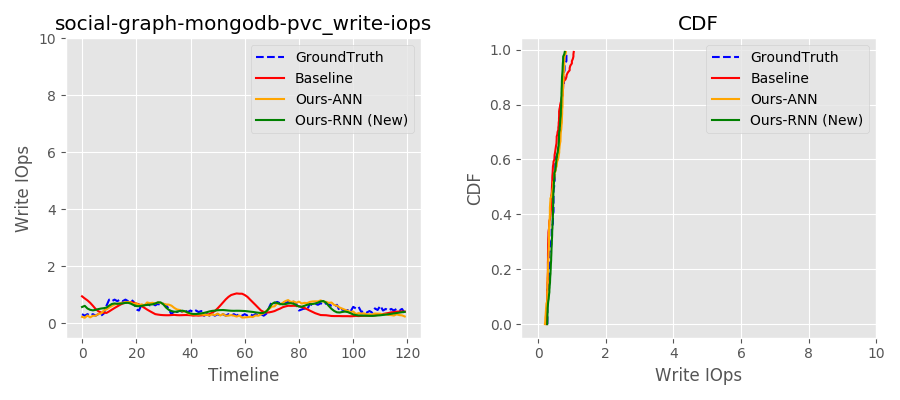 social-graph-mongodb-pvc_write-iops
10
8
6
4
2
0
Write IOps
0 20 40 60 80 100 120
Timeline
GroundTruth
Baseline
Ours-ANN
Ours-RNN (New)
CDF
1.0
0.8
0.6
0.4
0.2
0.0
CDF
0 2 4 6 8 10
Write IOps
GroundTruth
Baseline
Ours-ANN
Ours-RNN (New)